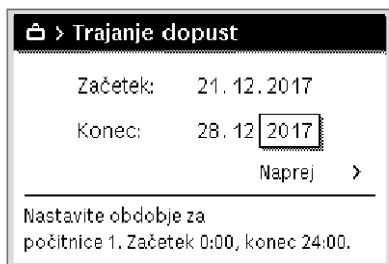 > Trajanje dopust
Začetek: 21.12.2017
Konec: 28.12 2017
Naprej >
Nastavite obdobje za
počitnice 1. Začetek 0:00, konec 24:00.